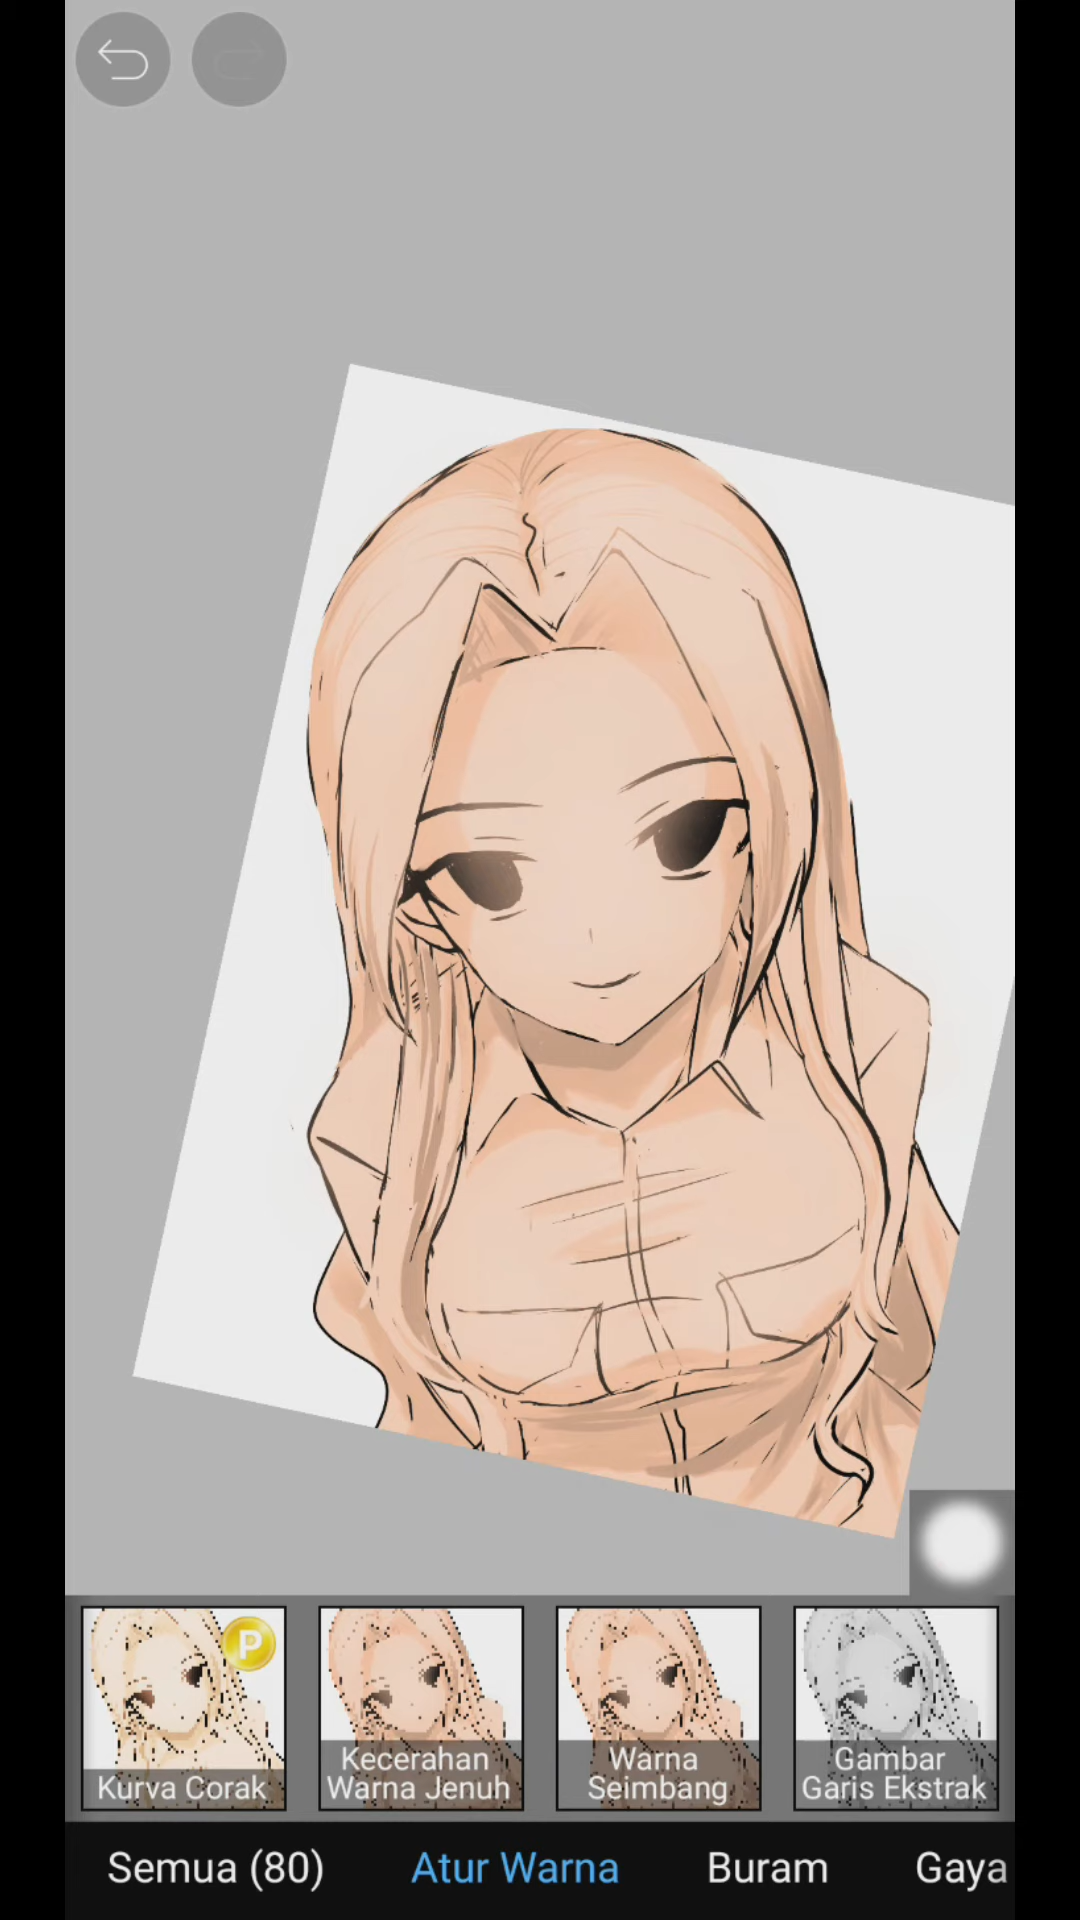 P
Kurva Corak
Kecerahan
Warna Jenuh
Warna
Seimbang
Gambar
Garis Ekstrak
Semua (80)
Atur Warna
Buram
Gaya